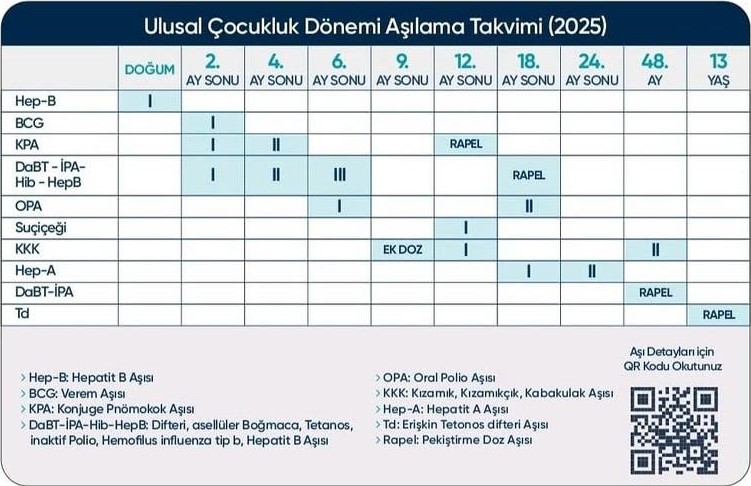 Ulusal Çocukluk Dönemi Aşılama Takvimi (2025)
DOĞUM 2. AY SONU 4. AY SONU 6. AY SONU 9. AY SONU 12. AY SONU 18. AY SONU 24. AY SONU 48. AY 13 YAŞ
Hep-B I
BCG I
KPA I II RAPEL
DaBT - İPA-
Hib - HepB I II III RAPEL
OPA I II
Suçiçeği I
KKK EK DOZ I II
Hep-A I II
DaBT-İPA RAPEL
Td RAPEL
> Hep-B: Hepatit B Aşısı
> BCG: Verem Aşısı
> KPA: Konjuge Pnömokok Aşısı
> DaBT-İPA-Hib-HepB: Difteri, asellüler Boğmaca, Tetanos,
inaktif Polio, Hemofilus influenza tip b, Hepatit B Aşısı
> OPA: Oral Polio Aşısı
> KKK: Kızamık, Kızamıkçık, Kabakulak Aşısı
> Hep-A: Hepatit A Aşısı
> Td: Erişkin Tetonos difteri Aşısı
> Rapel: Pekiştirme Doz Aşısı
Aşı Detayları için
QR Kodu Okutunuz